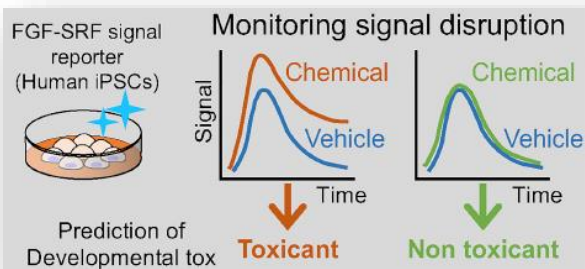 Monitoring signal disruption
FGF-SRF signal
reporter
(Human iPSCs)
Signal
Chemical
Vehicle
Time
Chemical
Vehicle
Time
Prediction of
Developmental tox
Toxicant
Non toxicant